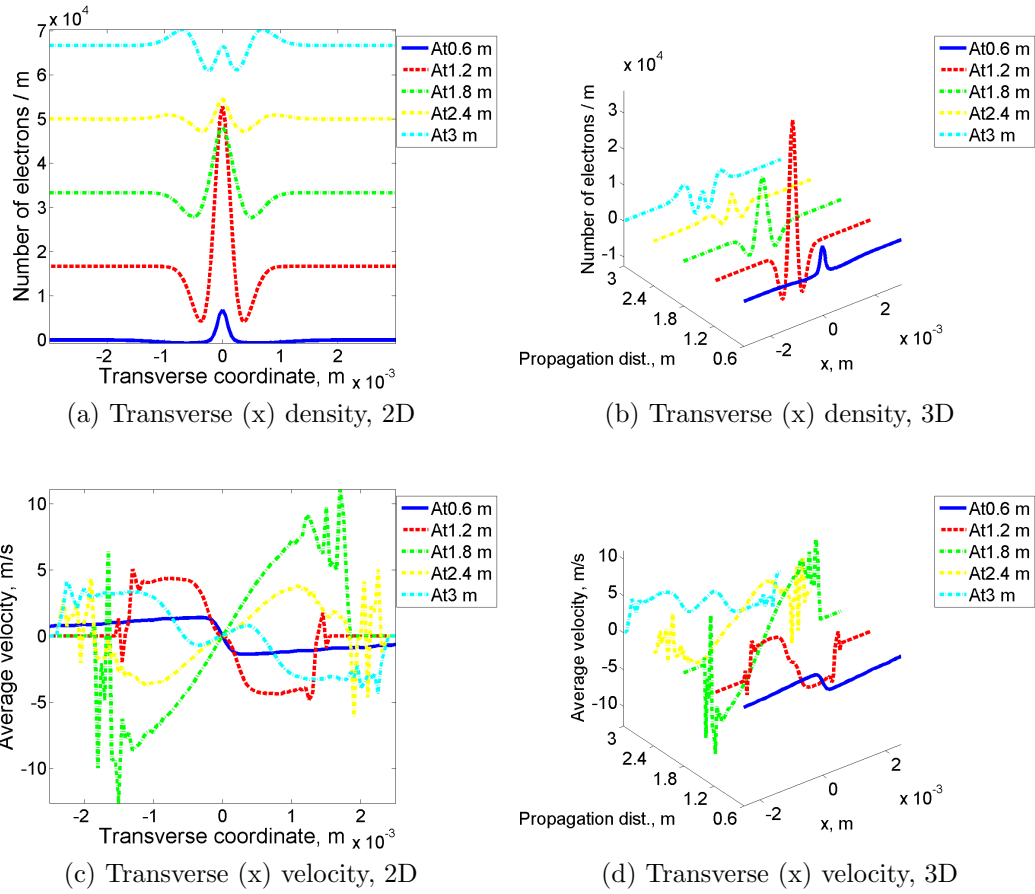 x 10^4
7
6
5
4
3
2
1
0
Number of electrons / m
-2
-1
0
1
2
Transverse coordinate, m
x 10^-3
At0.6 m
At1.2 m
At1.8 m
At2.4 m
At3 m
(a) Transverse (x) density, 2D
x 10^4
3
2
1
0
-1
Number of electrons / m
3
2.4
1.8
1.2
0.6
Propagation dist., m
-2
0
2
x 10^-3
x, m
At0.6 m
At1.2 m
At1.8 m
At2.4 m
At3 m
(b) Transverse (x) density, 3D
10
5
0
-5
-10
Average velocity, m/s
-2
-1
0
1
2
Transverse coordinate, m
x 10^-3
At0.6 m
At1.2 m
At1.8 m
At2.4 m
At3 m
(c) Transverse (x) velocity, 2D
10
5
0
-5
-10
Average velocity, m/s
3
2.4
1.8
1.2
0.6
Propagation dist., m
-2
0
2
x 10^-3
x, m
At0.6 m
At1.2 m
At1.8 m
At2.4 m
At3 m
(d) Transverse (x) velocity, 3D